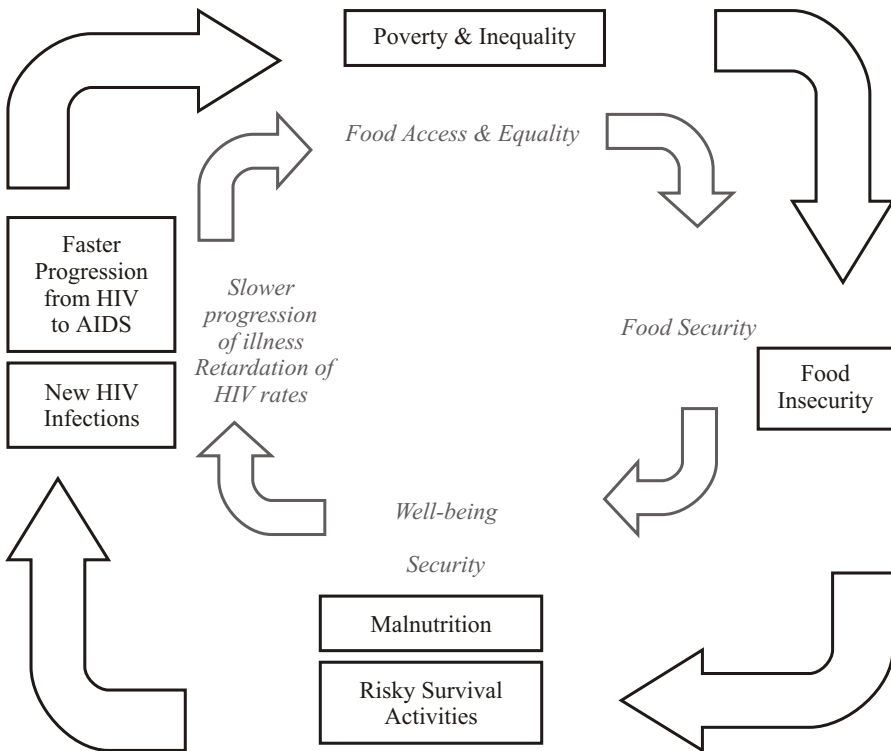 Poverty & Inequality
Food Access & Equality
Faster
Progression
from HIV
to AIDS
New HIV
Infections
Slower
progression
of illness
Retardation of
HIV rates
Food Security
Food
Insecurity
Well-being
Security
Malnutrition
Risky Survival
Activities